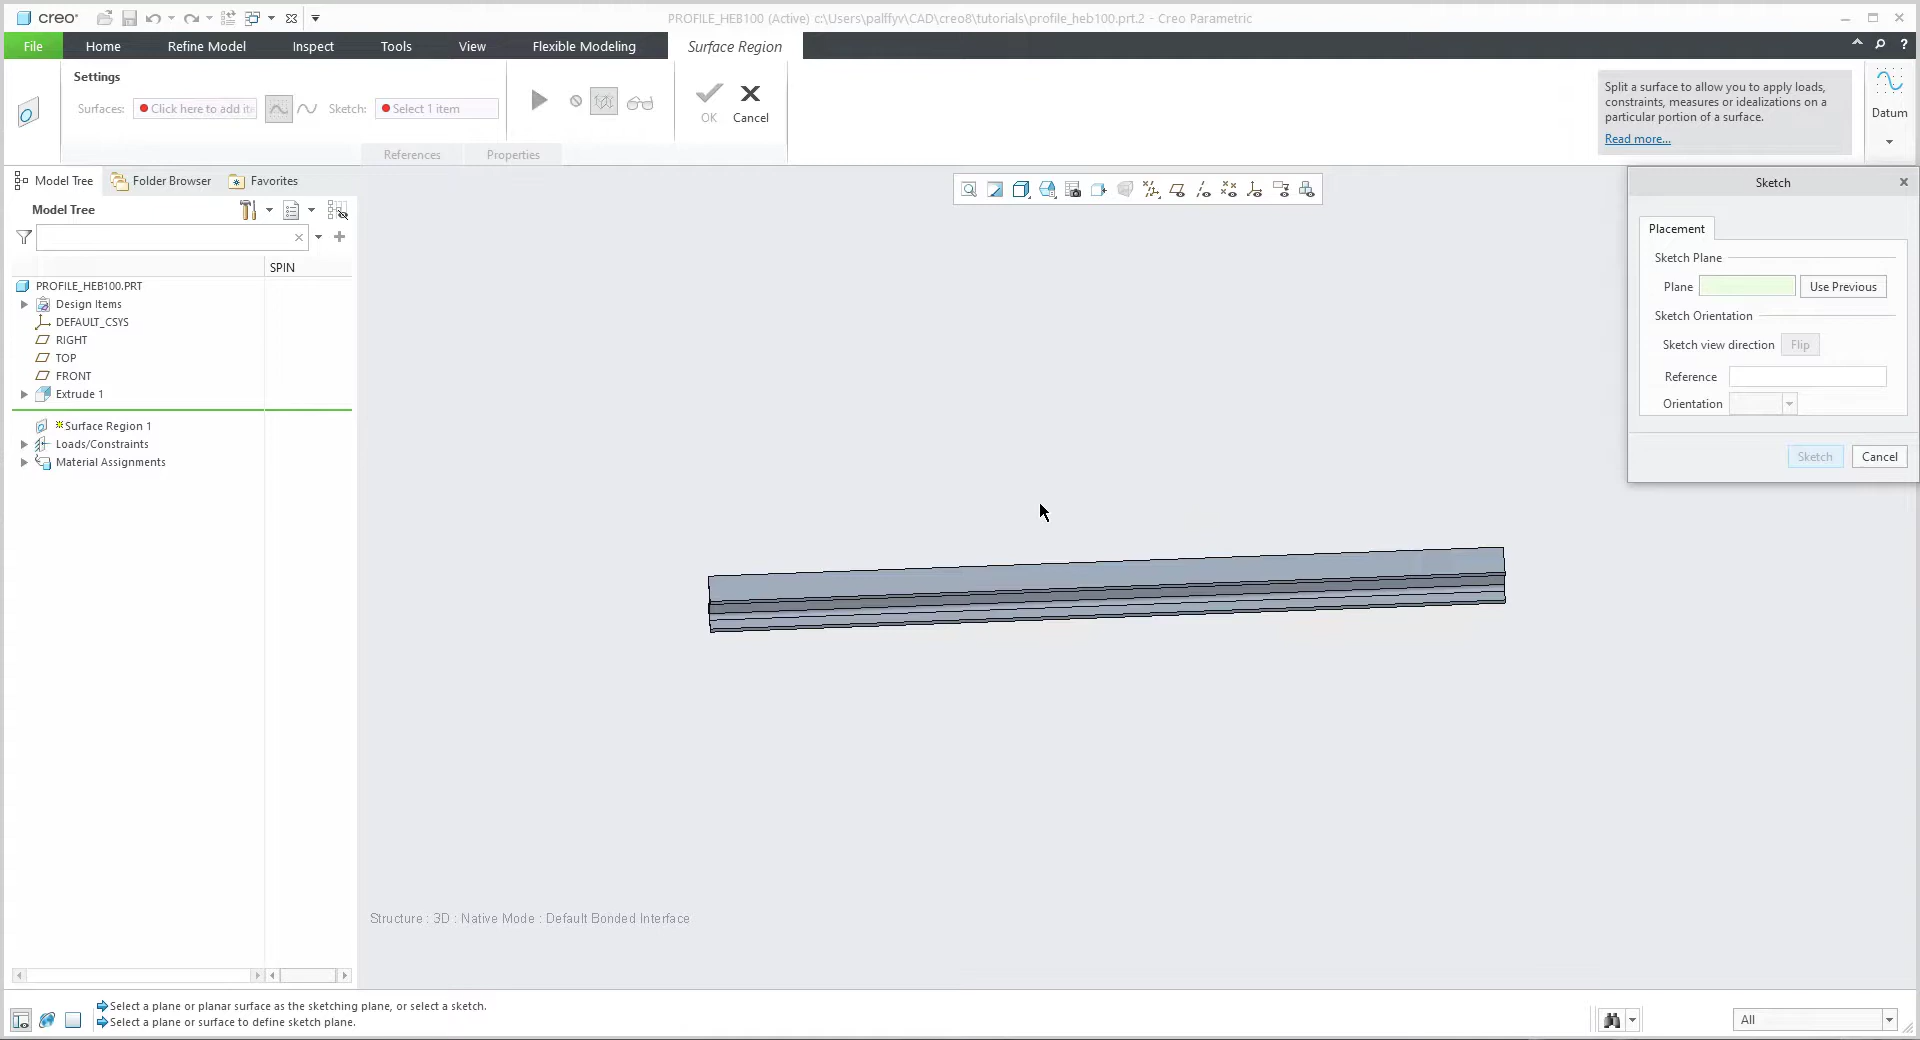 creo
PROFILE_HEB100 (Active) c:\Users\palffyv\CAD\creo8\tutorials\profile_heb100.prt.2 - Creo Parametric
File Home Refine Model Inspect Tools View Flexible Modeling Surface Region
Settings
Surfaces: Click here to add it Sketch: Select 1 item
OK Cancel
References Properties
Split a surface to allow you to apply loads,
constraints, measures or idealizations on a
particular portion of a surface.
Read more...
Datum
Model Tree Folder Browser Favorites
Model Tree
SPIN
PROFILE_HEB100.PRT
Design Items
DEFAULT_CSYS
RIGHT
TOP
FRONT
Extrude 1
Surface Region 1
Loads/Constraints
Material Assignments
Sketch
Placement
Sketch Plane
Plane Use Previous
Sketch Orientation
Sketch view direction Flip
Reference
Orientation
Sketch Cancel
Structure : 3D : Native Mode : Default Bonded Interface
Select a plane or planar surface as the sketching plane, or select a sketch.
Select a plane or surface to define sketch plane.
All